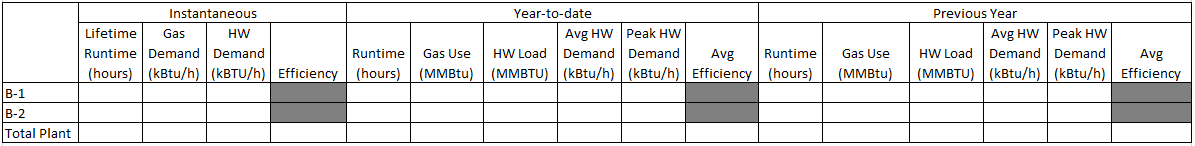 Instantaneous Year-to-date Previous Year
Lifetime Gas HW Avg HW Peak HW Avg HW Peak HW
Runtime Demand Demand Runtime Gas Use HW Load Demand Demand Avg Runtime Gas Use HW Load Demand Demand Avg
(hours) (kBtu/h) (kBTU/h) Efficiency (hours) (MMBtu) (MMBTU) (kBtu/h) (kBtu/h) Efficiency (hours) (MMBtu) (MMBTU) (kBtu/h) (kBtu/h) Efficiency
B-1
B-2
Total Plant